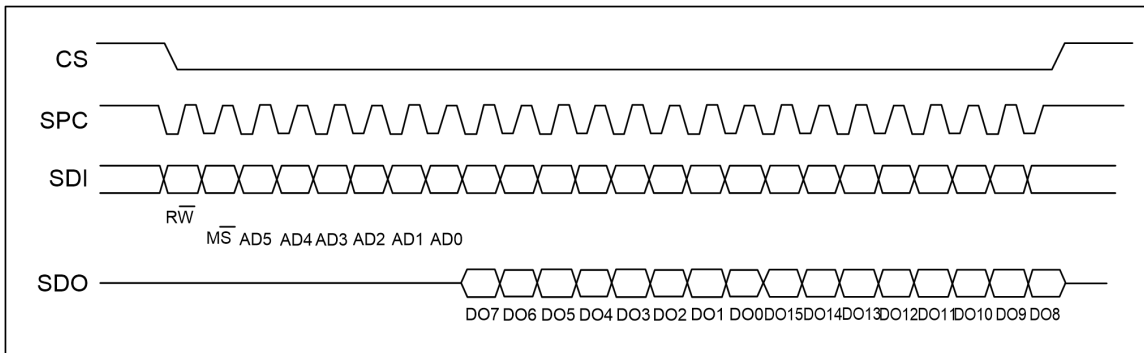 CS
SPC
SDI
RW̅
MS̅ AD5 AD4 AD3 AD2 AD1 AD0
SDO
DO7 DO6 DO5 DO4 DO3 DO2 DO1 DO0 DO15 DO14 DO13 DO12 DO11 DO10 DO9 DO8